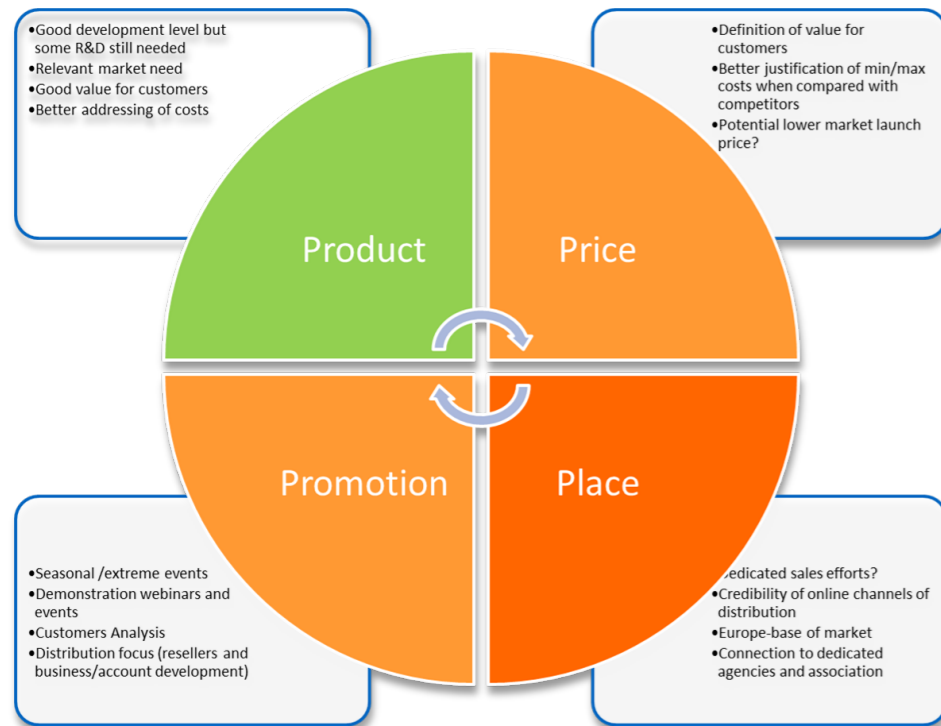 •Good development level but
some R&D still needed
•Relevant market need
•Good value for customers
•Better addressing of costs
•Definition of value for
customers
•Better justification of min/max
costs when compared with
competitors
•Potential lower market launch
price?
Product
Price
Promotion
Place
•Seasonal /extreme events
•Demonstration webinars and
events
•Customers Analysis
•Distribution focus (resellers and
business/account development)
Dedicated sales efforts?
•Credibility of online channels of
distribution
•Europe-base of market
•Connection to dedicated
agencies and association